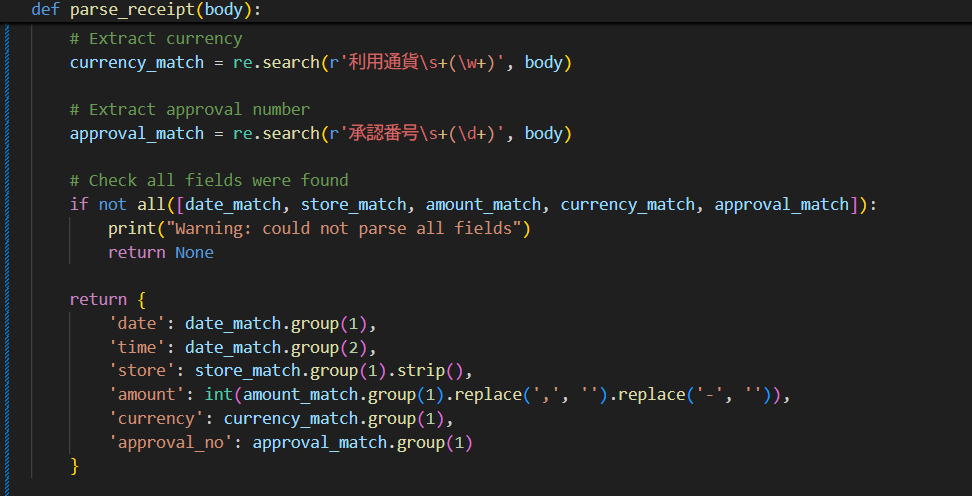 def parse_receipt(body):
    # Extract currency
    currency_match = re.search(r'利用通貨\s+(\w+)', body)

    # Extract approval number
    approval_match = re.search(r'承認番号\s+(\d+)', body)

    # Check all fields were found
    if not all([date_match, store_match, amount_match, currency_match, approval_match]):
        print("Warning: could not parse all fields")
        return None

    return {
        'date': date_match.group(1),
        'time': date_match.group(2),
        'store': store_match.group(1).strip(),
        'amount': int(amount_match.group(1).replace(',', '').replace('-', '')),
        'currency': currency_match.group(1),
        'approval_no': approval_match.group(1)
    }